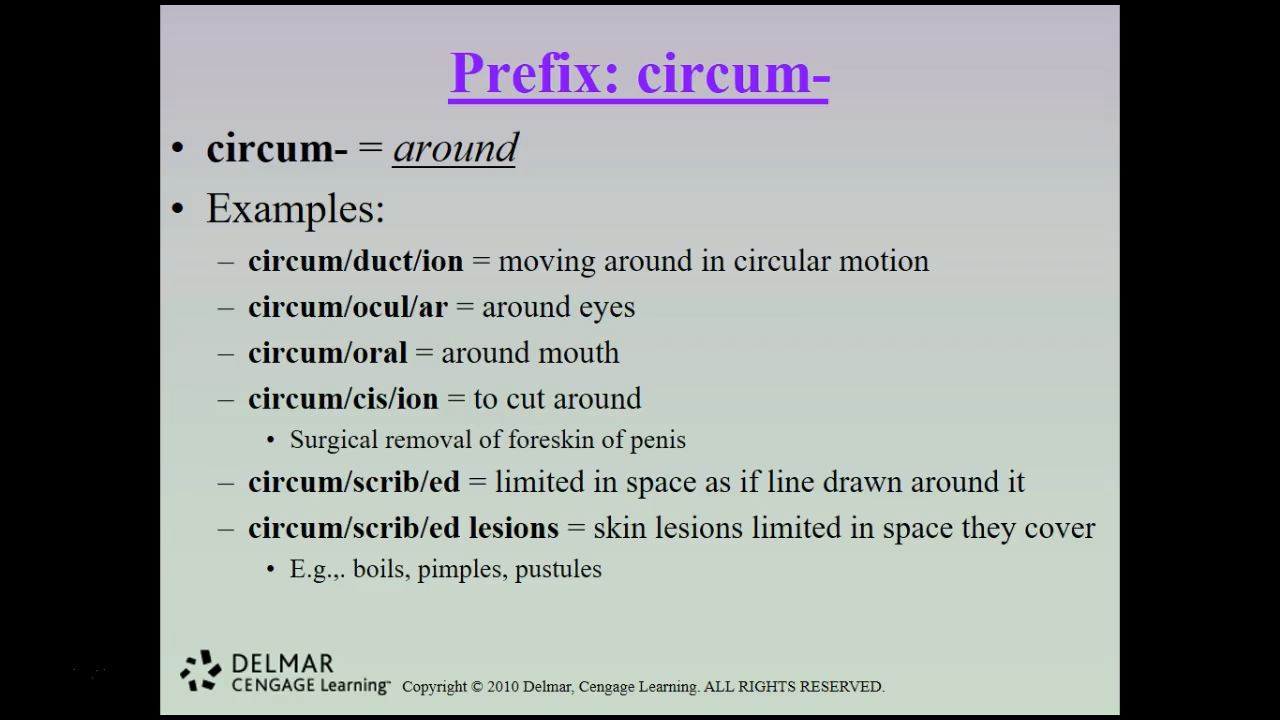 Prefix: circum-
• circum- = around
• Examples:
– circum/duct/ion = moving around in circular motion
– circum/ocul/ar = around eyes
– circum/oral = around mouth
– circum/cis/ion = to cut around
• Surgical removal of foreskin of penis
– circum/scrib/ed = limited in space as if line drawn around it
– circum/scrib/ed lesions = skin lesions limited in space they cover
• E.g.,. boils, pimples, pustules
DELMAR
CENGAGE Learning™ Copyright © 2010 Delmar, Cengage Learning. ALL RIGHTS RESERVED.